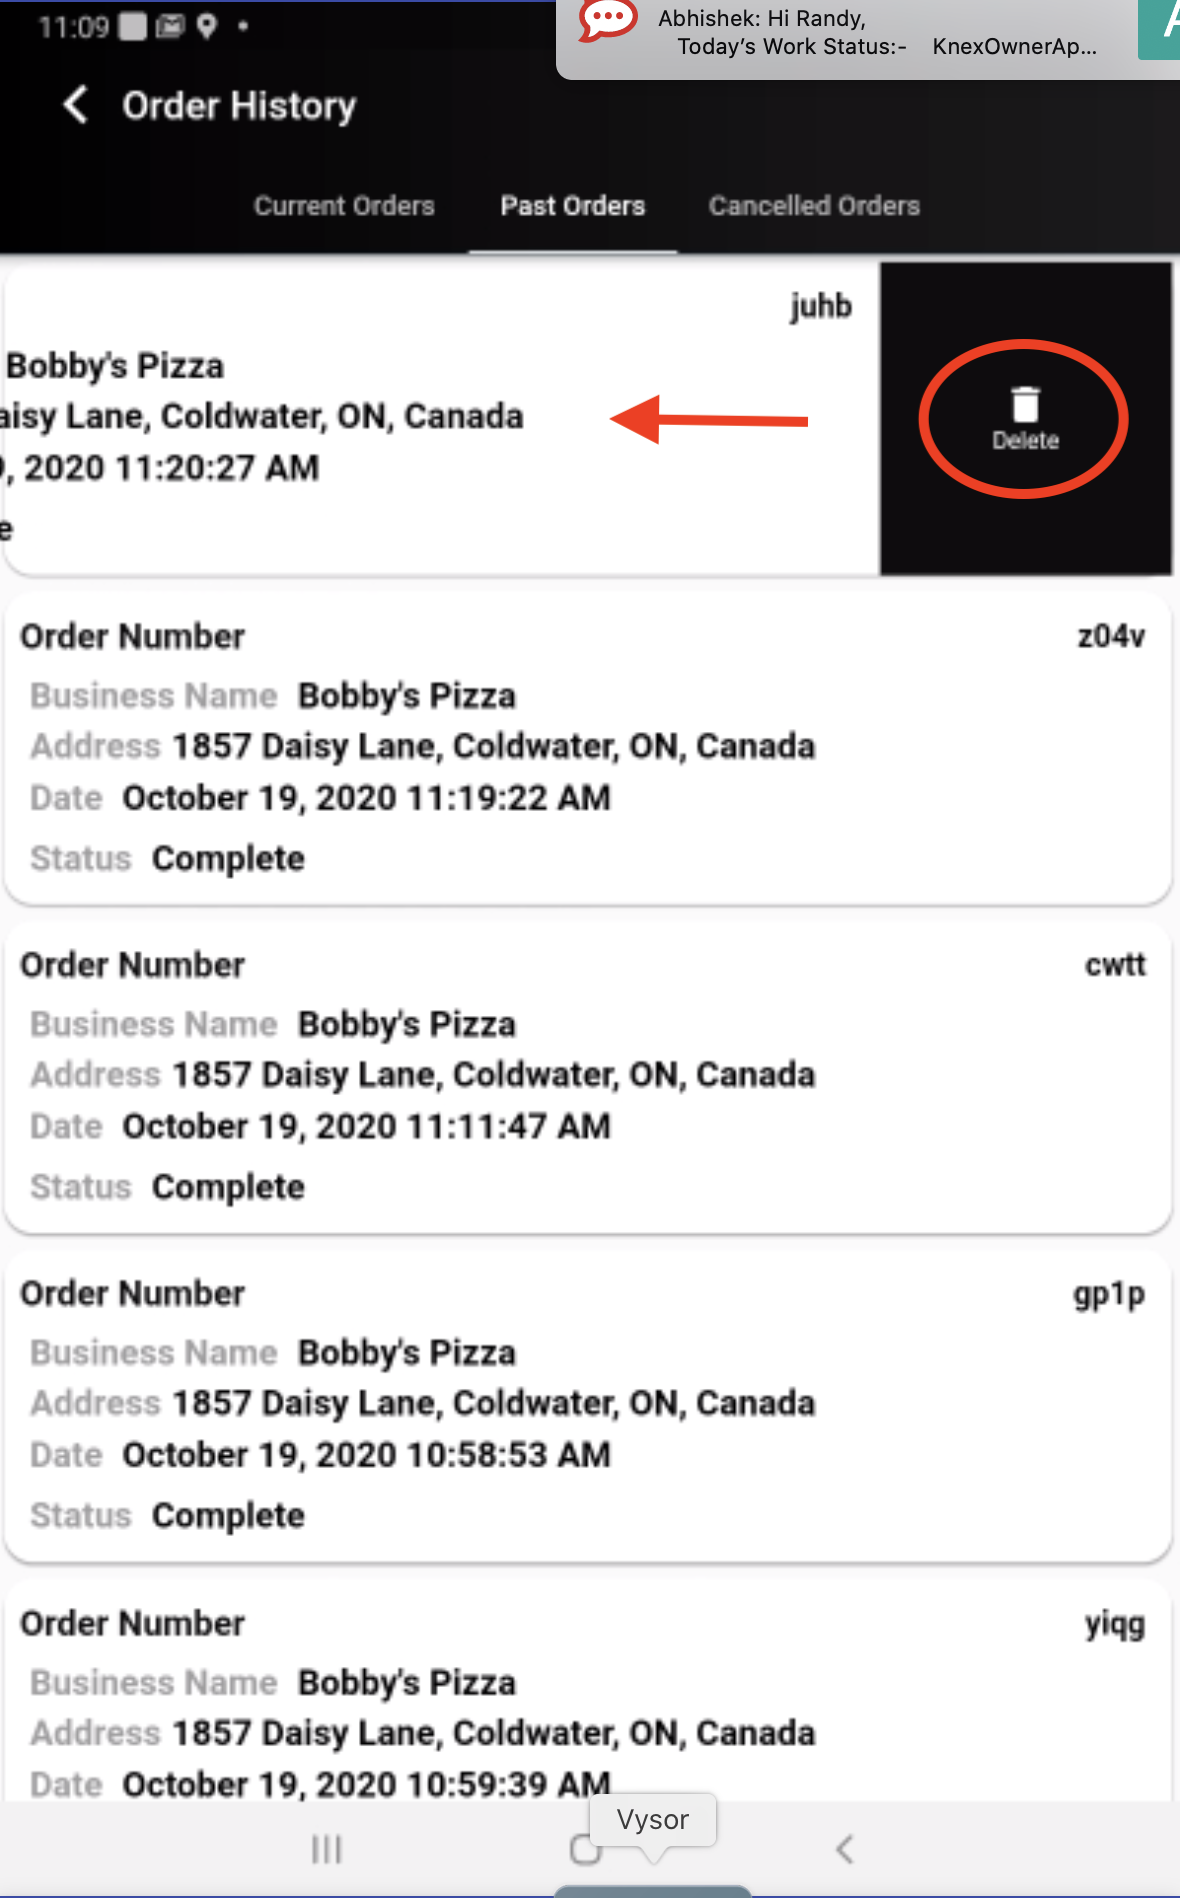 11:09
Abhishek: Hi Randy,
Today's Work Status:-    KnexOwnerAp...
Order History
Current Orders
Past Orders
Cancelled Orders
juhb
Bobby's Pizza
aisy Lane, Coldwater, ON, Canada
, 2020 11:20:27 AM
e
Delete
Order Number z04v
Business Name Bobby's Pizza
Address 1857 Daisy Lane, Coldwater, ON, Canada
Date October 19, 2020 11:19:22 AM
Status Complete
Order Number cwtt
Business Name Bobby's Pizza
Address 1857 Daisy Lane, Coldwater, ON, Canada
Date October 19, 2020 11:11:47 AM
Status Complete
Order Number gp1p
Business Name Bobby's Pizza
Address 1857 Daisy Lane, Coldwater, ON, Canada
Date October 19, 2020 10:58:53 AM
Status Complete
Order Number yiqg
Business Name Bobby's Pizza
Address 1857 Daisy Lane, Coldwater, ON, Canada
Date October 19, 2020 10:59:39 AM
Vysor